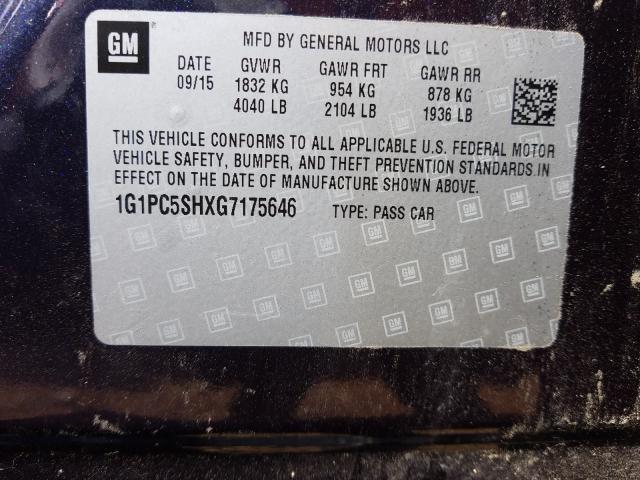 GM
MFD BY GENERAL MOTORS LLC
DATE GVWR GAWR FRT GAWR RR
09/15 1832 KG 954 KG 878 KG
4040 LB 2104 LB 1936 LB
THIS VEHICLE CONFORMS TO ALL APPLICABLE U.S. FEDERAL MOTOR
VEHICLE SAFETY, BUMPER, AND THEFT PREVENTION STANDARDS IN
EFFECT ON THE DATE OF MANUFACTURE SHOWN ABOVE.
1G1PC5SHXG7175646 TYPE: PASS CAR